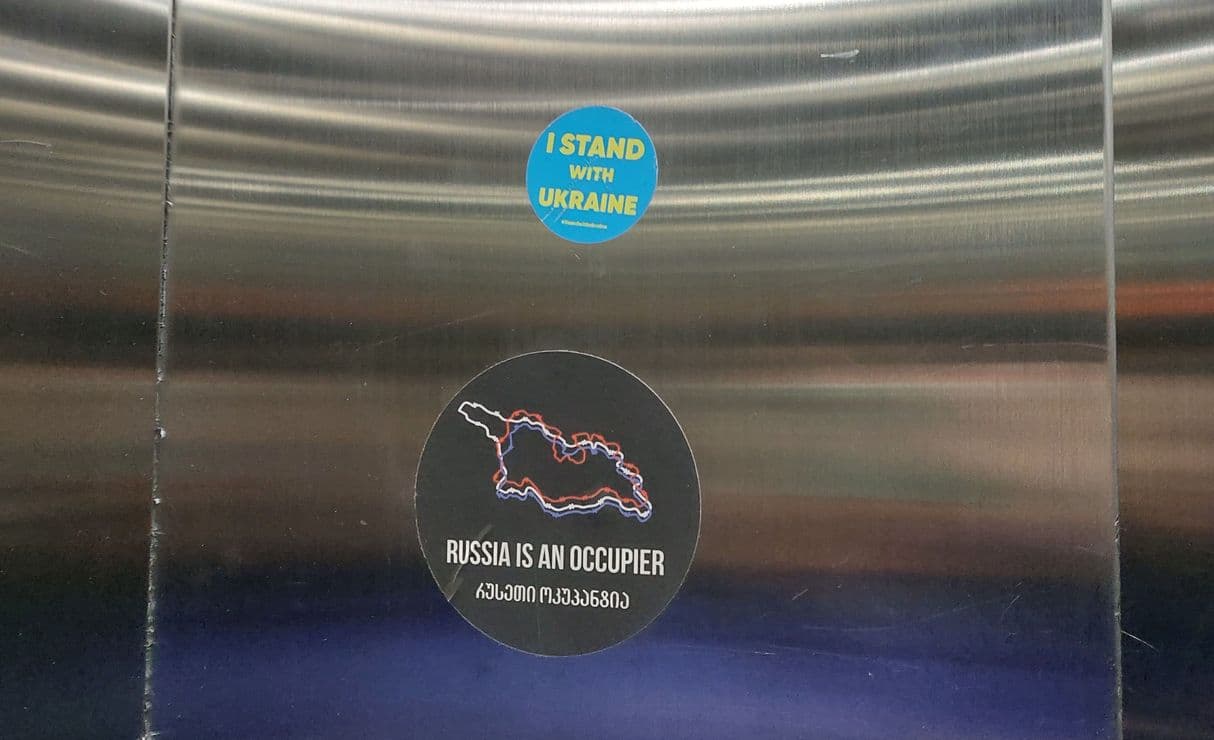 I STAND
WITH
UKRAINE
RUSSIA IS AN OCCUPIER
რუსეთი ოკუპანტია